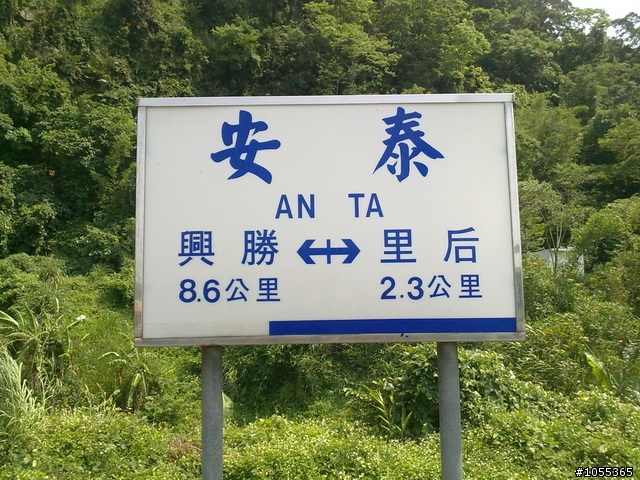 安 泰
AN TA
興 勝 ↔ 里 后
8.6公里 2.3公里
#1055365